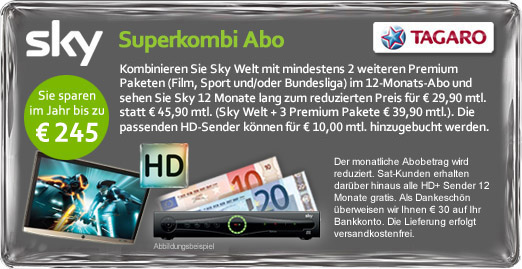 sky
Superkombi Abo
TAGARO
Kombinieren Sie Sky Welt mit mindestens 2 weiteren Premium
Paketen (Film, Sport und/oder Bundesliga) im 12-Monats-Abo und
sehen Sie Sky 12 Monate lang zum reduzierten Preis für € 29,90 mtl.
statt € 45,90 mtl. (Sky Welt + 3 Premium Pakete € 39,90 mtl.). Die
passenden HD-Sender können für € 10,00 mtl. hinzugebucht werden.
Sie sparen
im Jahr bis zu
€ 245
HD
10
20
sky
Der monatliche Abobetrag wird
reduziert. Sat-Kunden erhalten
darüber hinaus alle HD+ Sender 12
Monate gratis. Als Dankeschön
überweisen wir Ihnen € 30 auf Ihr
Bankkonto. Die Lieferung erfolgt
versandkostenfrei.
Abbildungsbeispiel